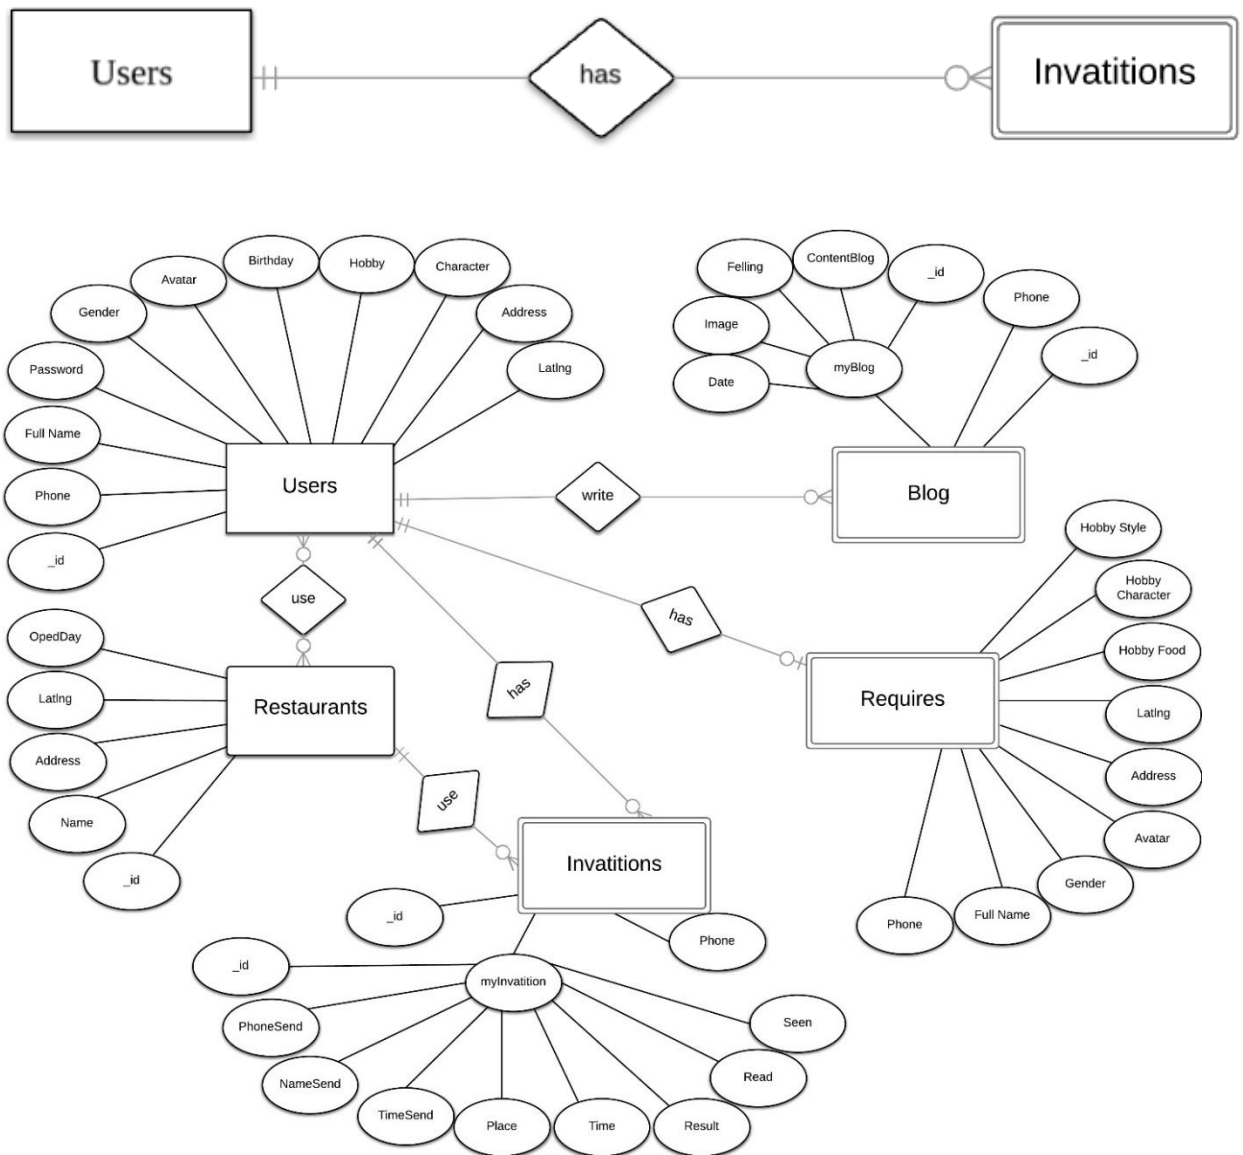 Users
has
Invatitions
Birthday
Hobby
Character
Avatar
Gender
Address
Password
Latlng
Full Name
Phone
_id
Users
Felling
ContentBlog
_id
Phone
Image
_id
Date
myBlog
write
Blog
use
has
Hobby Style
Hobby
Character
Hobby Food
Latlng
Address
Avatar
Gender
Full Name
Phone
Requires
OpedDay
Latlng
Address
Name
_id
Restaurants
has
use
Invatitions
_id
Phone
myInvatition
_id
PhoneSend
NameSend
TimeSend
Place
Time
Result
Read
Seen